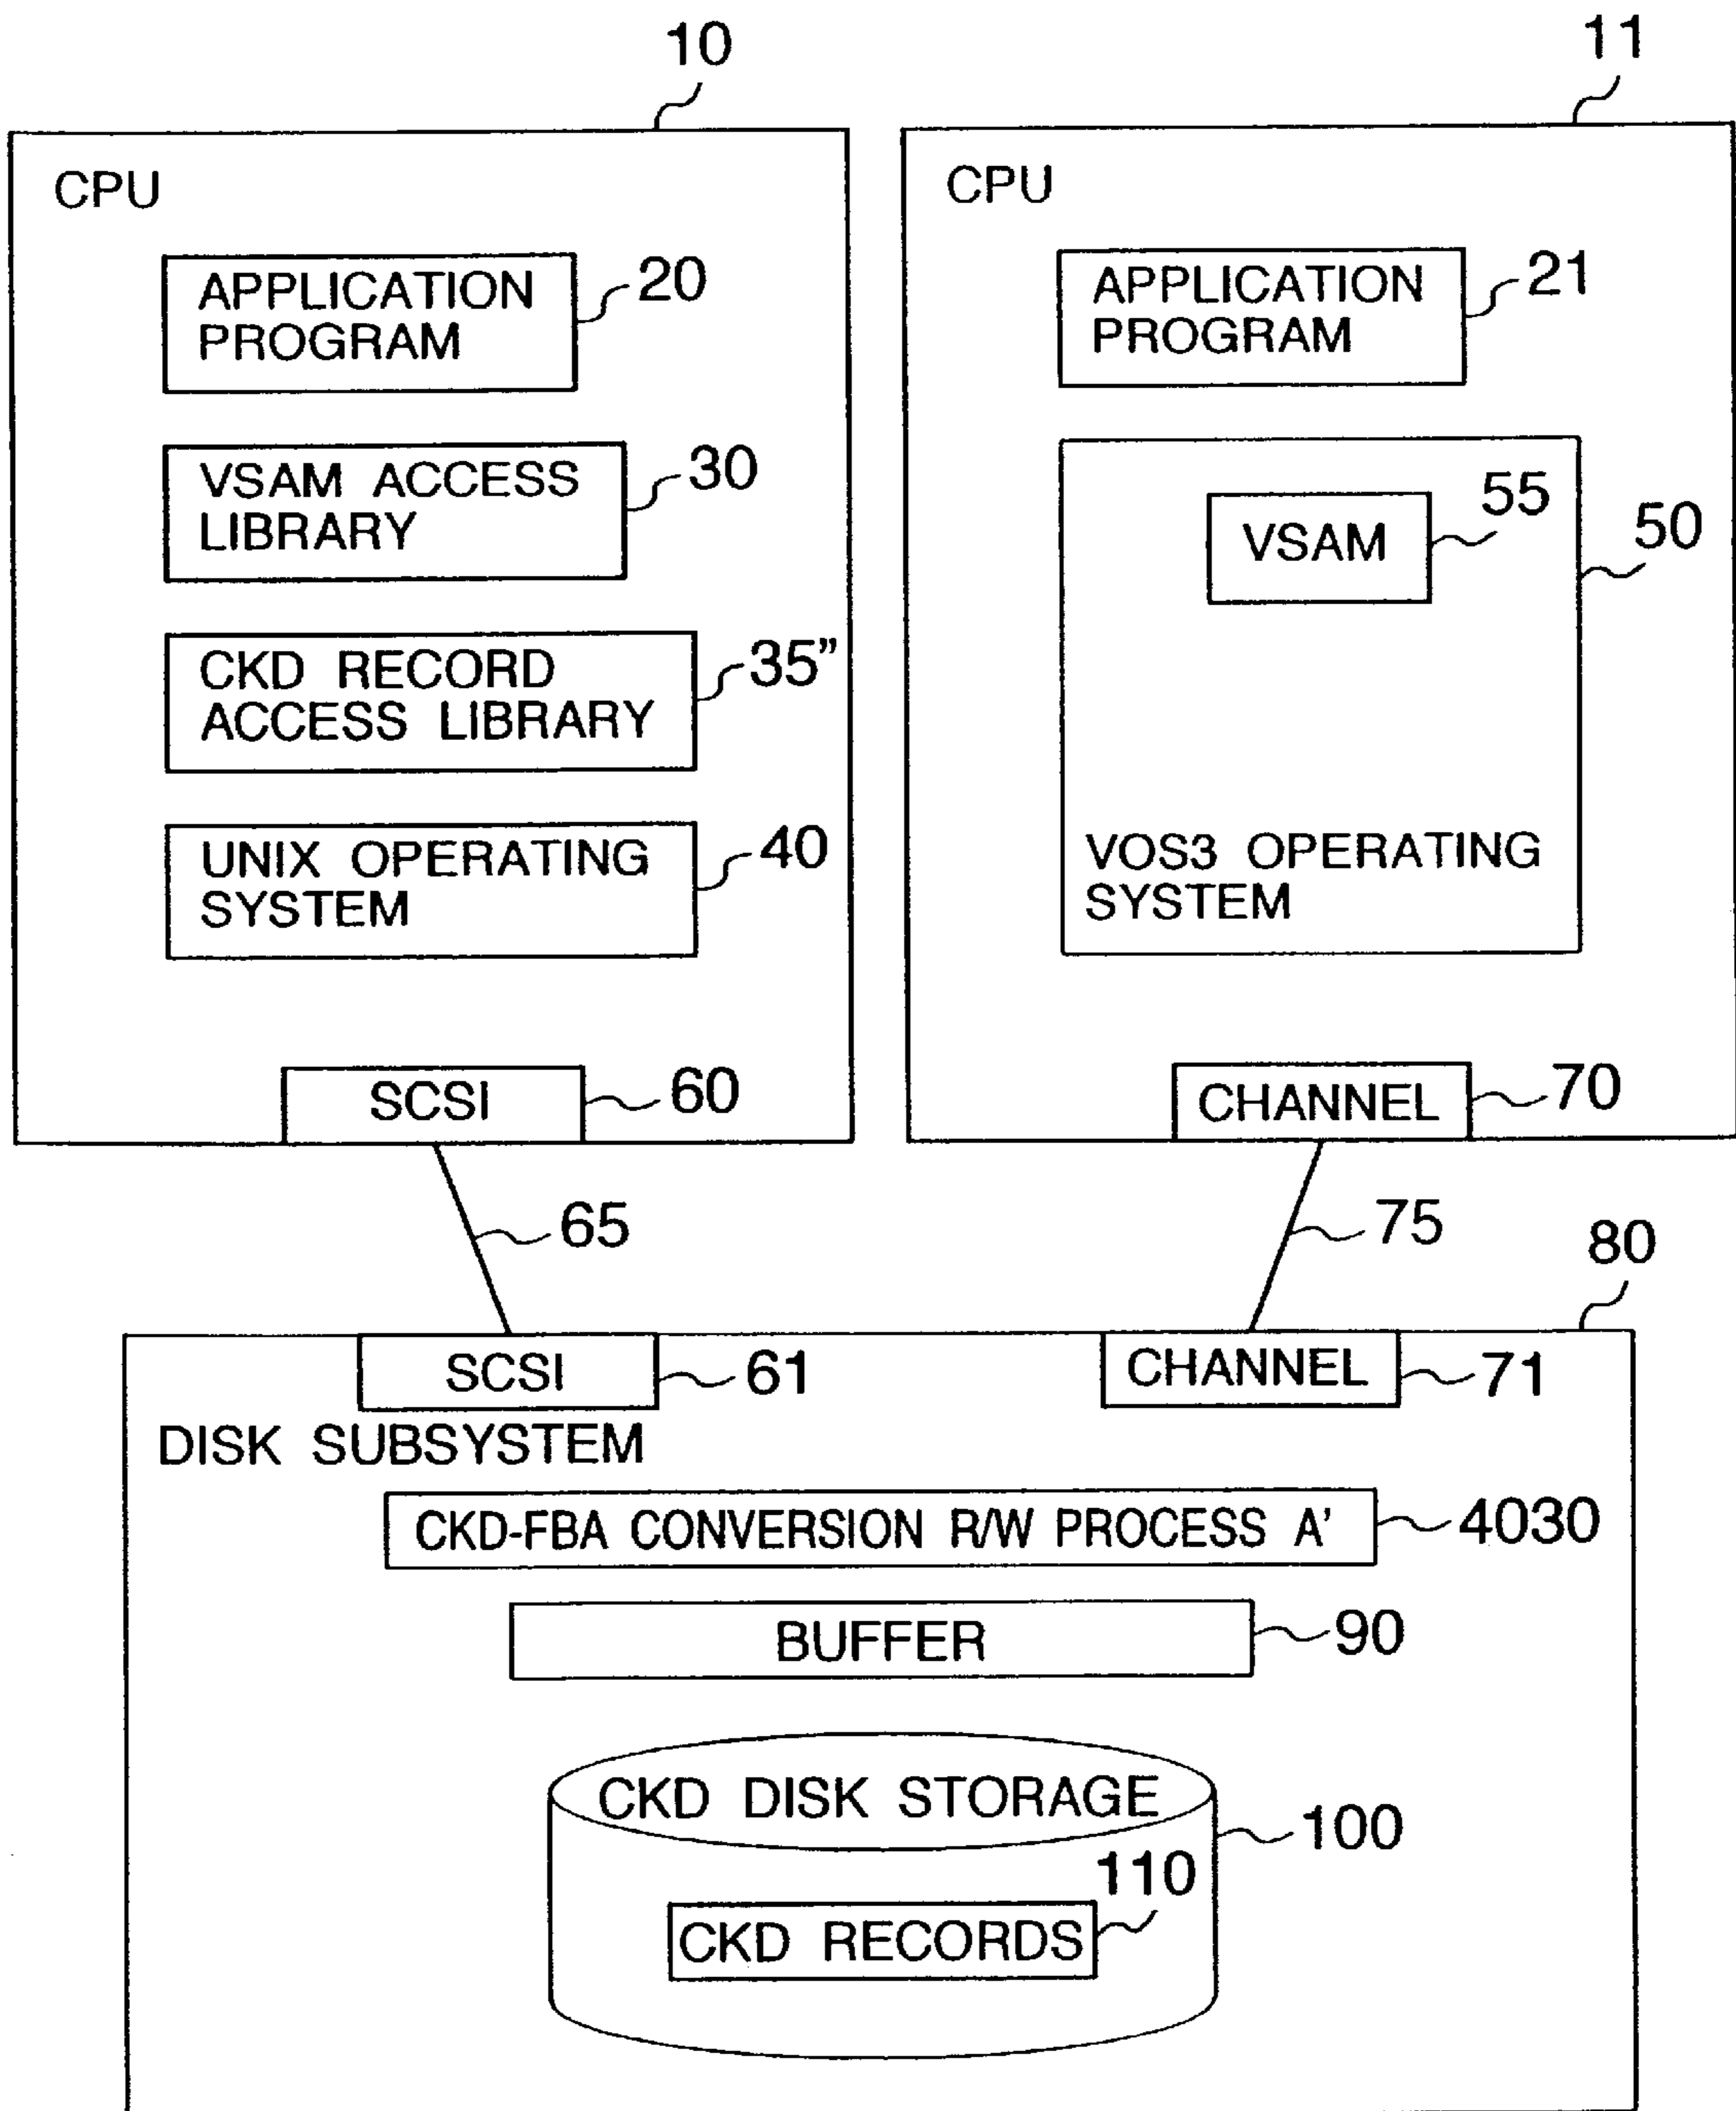 10
11
CPU
APPLICATION
PROGRAM
20
VSAM ACCESS
LIBRARY
30
CKD RECORD
ACCESS LIBRARY
35”
UNIX OPERATING
SYSTEM
40
SCSI
60
CPU
APPLICATION
PROGRAM
21
VSAM
55
50
VOS3 OPERATING
SYSTEM
CHANNEL
70
65
75
80
SCSI
61
CHANNEL
71
DISK SUBSYSTEM
CKD-FBA CONVERSION R/W PROCESS A'
4030
BUFFER
90
CKD DISK STORAGE
100
110
CKD RECORDS